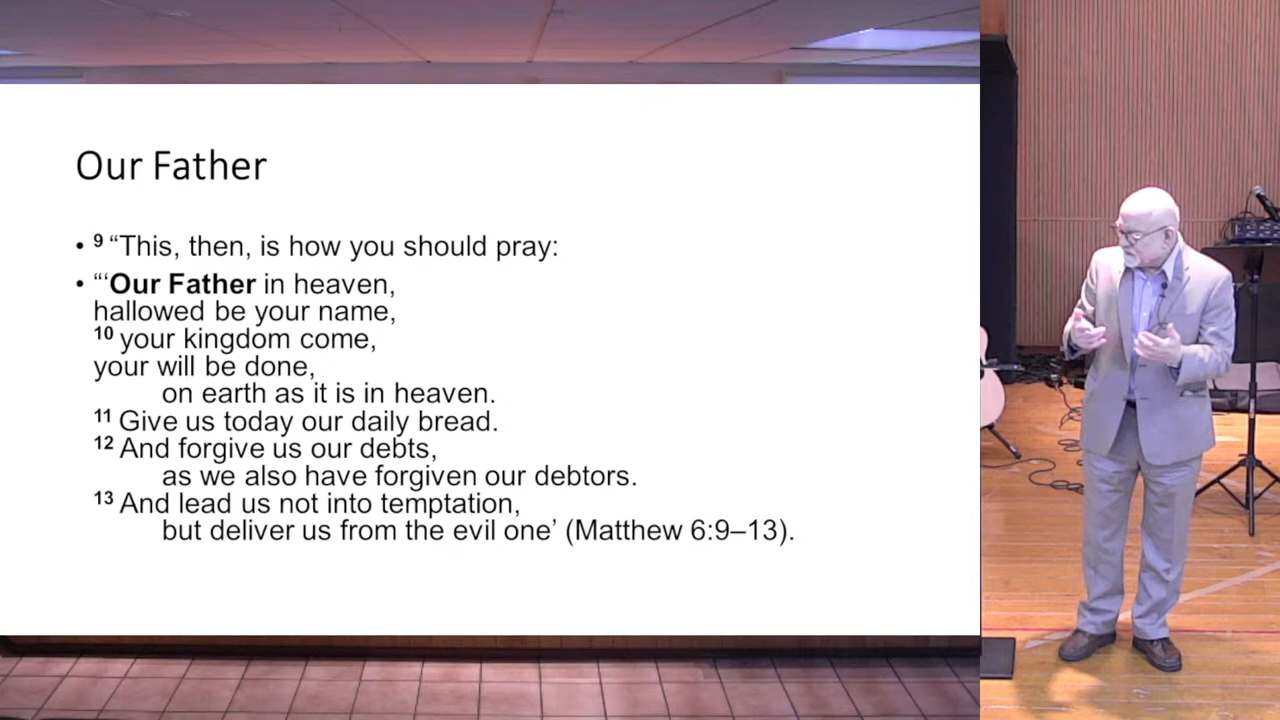 Our Father
• ⁹ “This, then, is how you should pray:
• “‘Our Father in heaven,
hallowed be your name,
¹⁰ your kingdom come,
your will be done,
on earth as it is in heaven.
¹¹ Give us today our daily bread.
¹² And forgive us our debts,
as we also have forgiven our debtors.
¹³ And lead us not into temptation,
but deliver us from the evil one’ (Matthew 6:9–13).